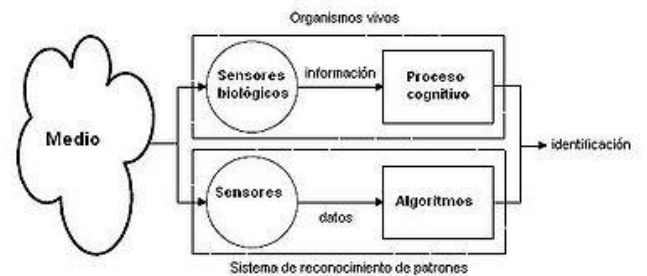 Organismos vivos
Sensores
biológicos
información
Proceso
cognitivo
Medio
identificación
Sensores
datos
Algoritmos
Sistema de reconocimiento de patrones